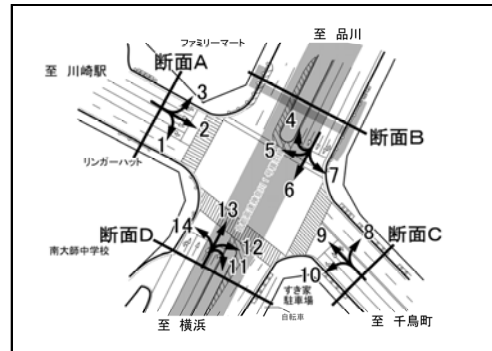 至 品川
ファミリーマート
断面A
至 川崎駅
3
2
1
リンガーハット
4
5
6
7
断面B
13
14
12
11
9
8
10
断面C
断面D
南大師中学校
すき家
駐車場
自転車
至 横浜
至 千鳥町